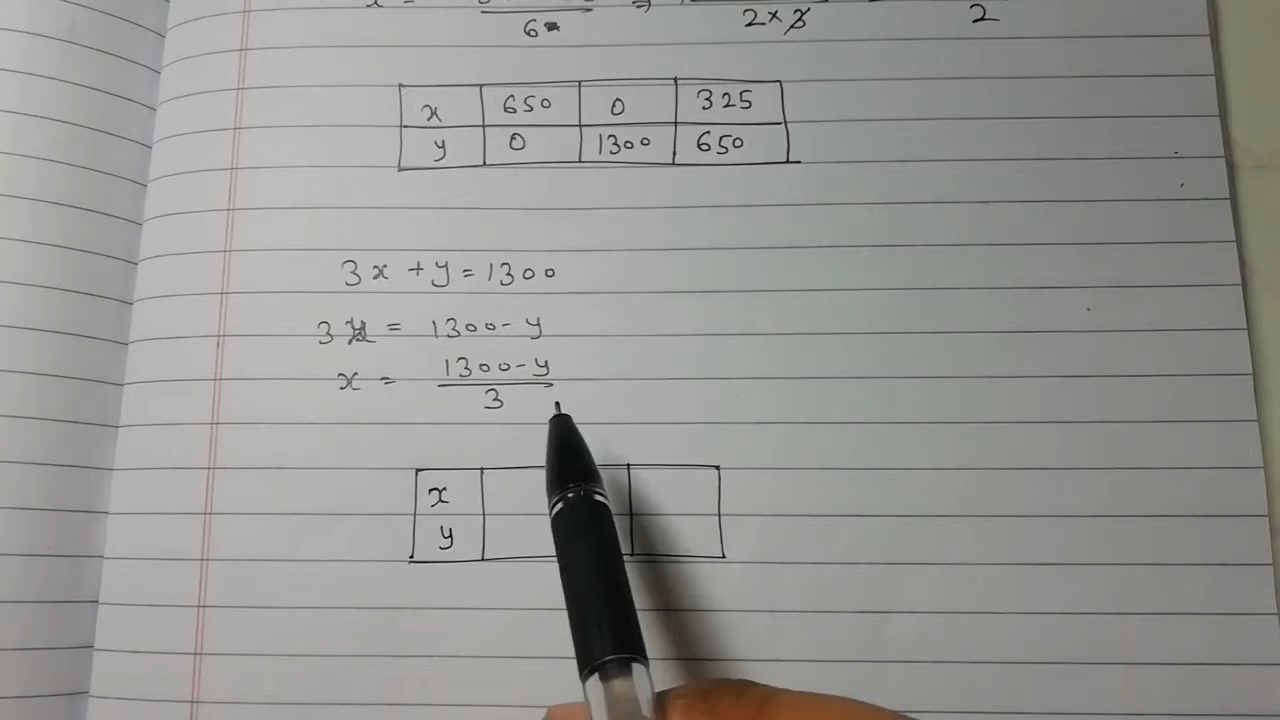 6
2 × 3
2
x 650 0 325
y 0 1300 650
3x + y = 1300
3x = 1300 - y
x = 1300 - y
3
x
y